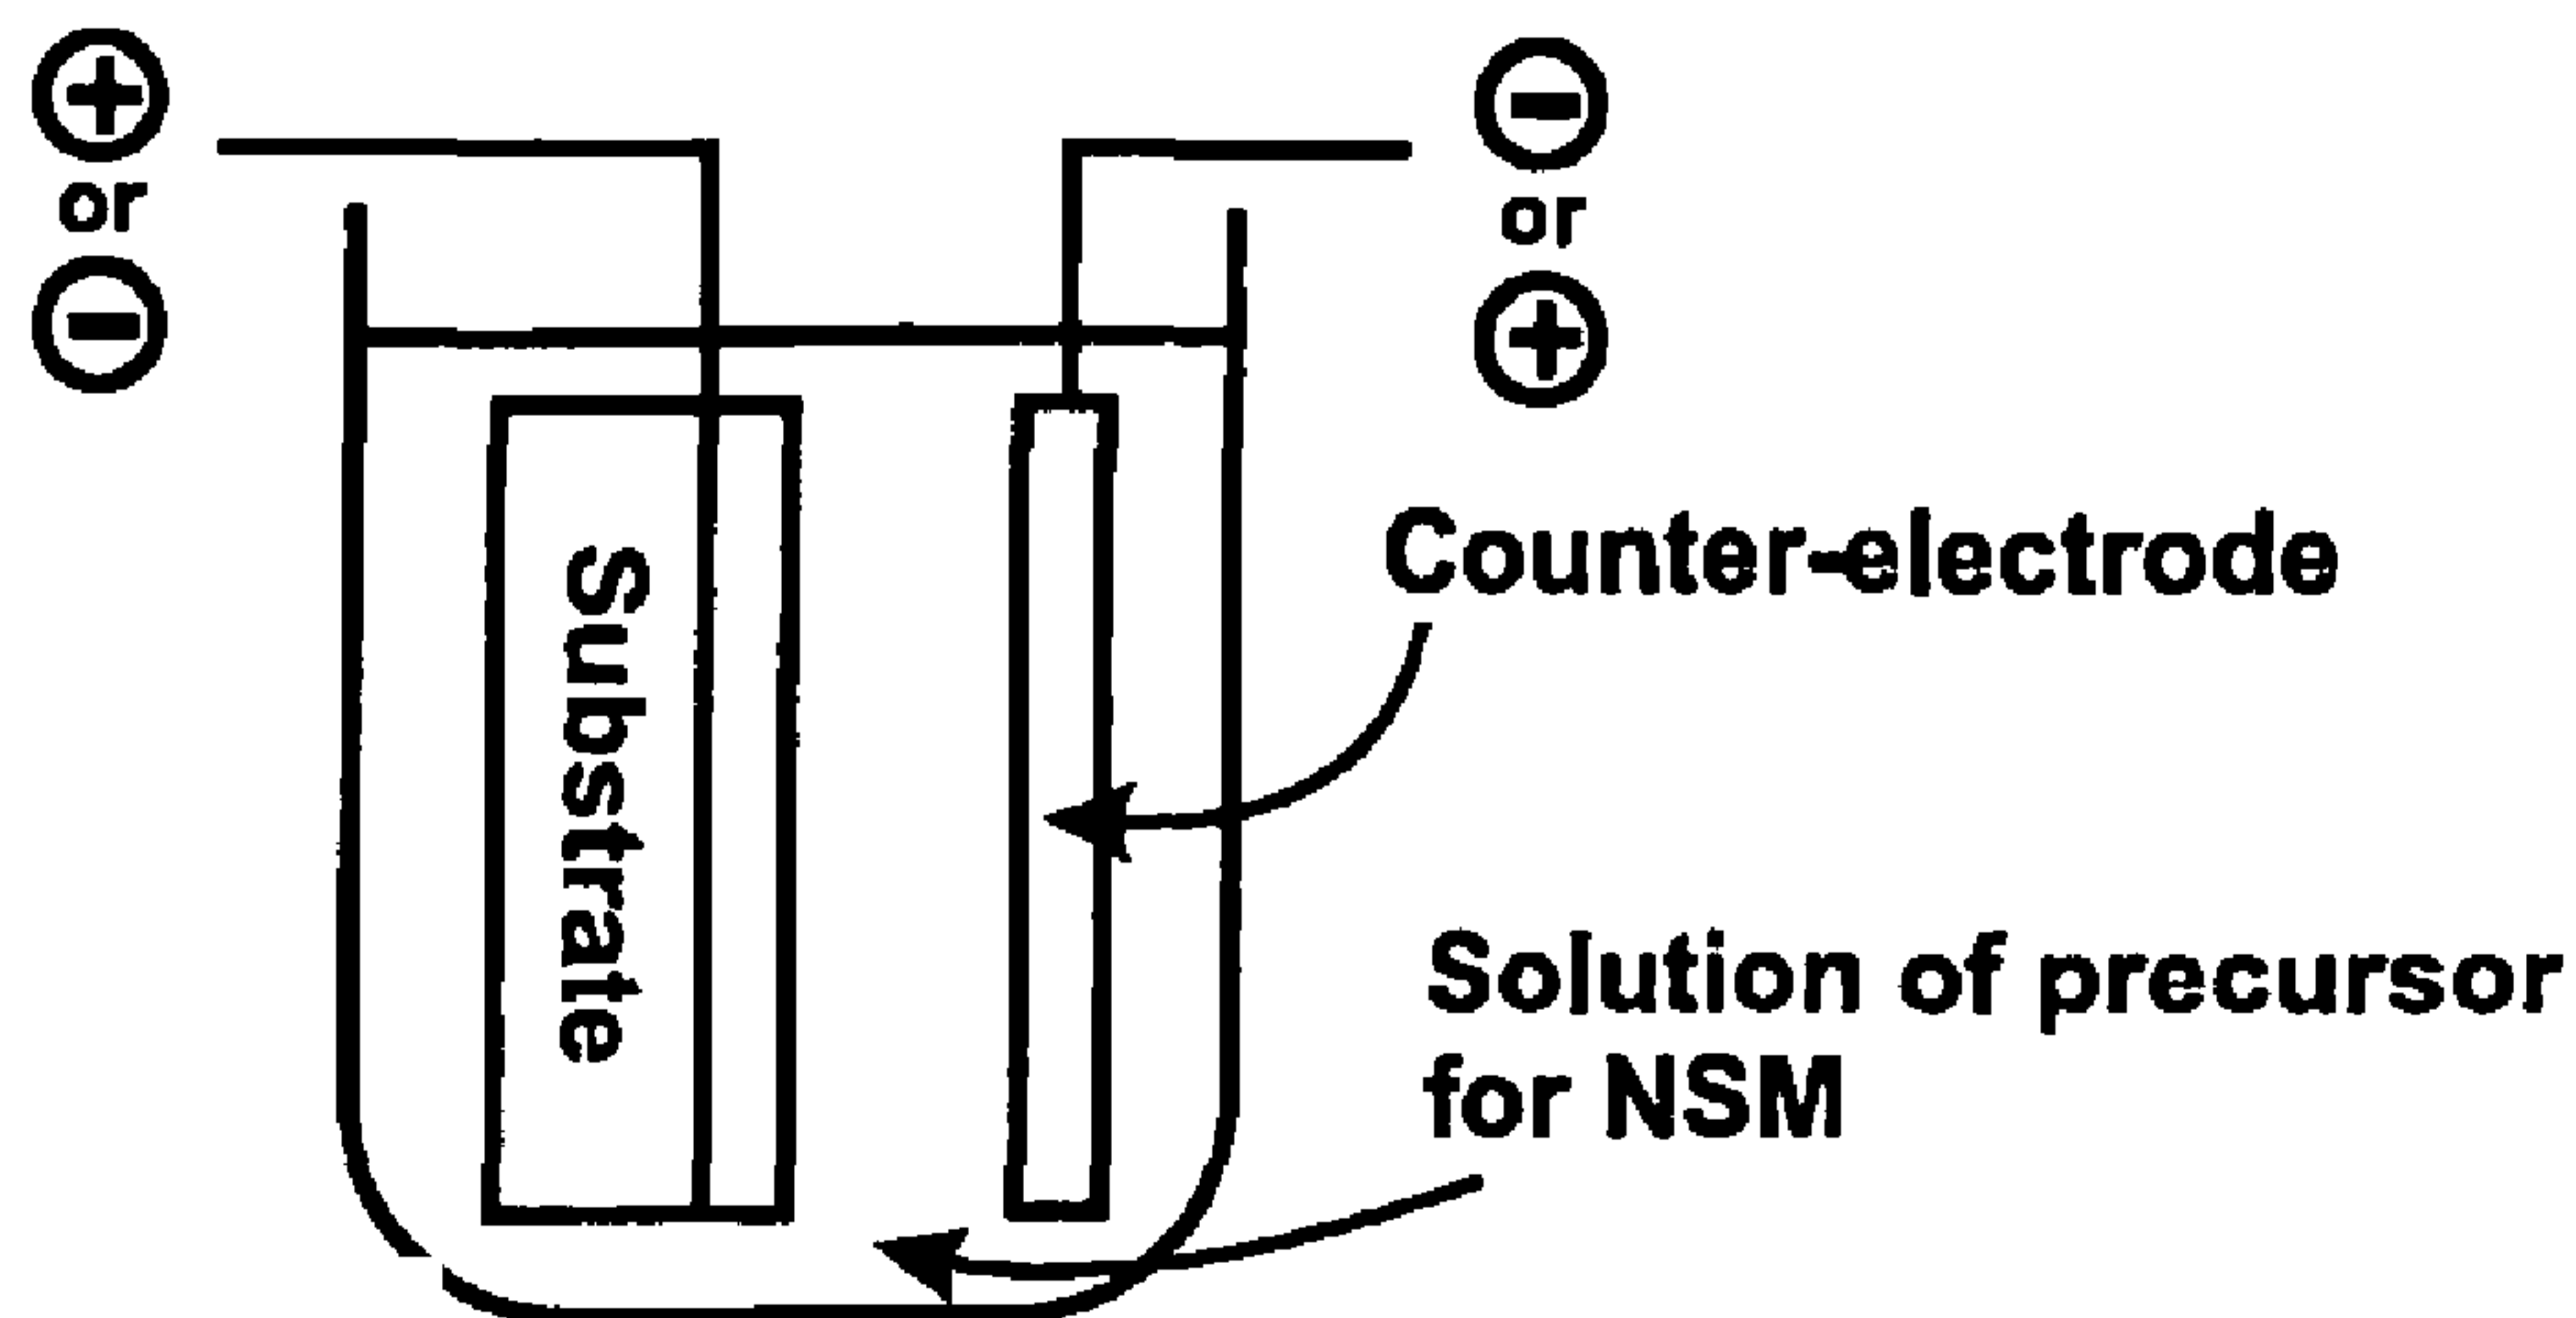 ⊕
or
⊖
⊖
or
⊕
Substrate
Counter-electrode
Solution of precursor
for NSM